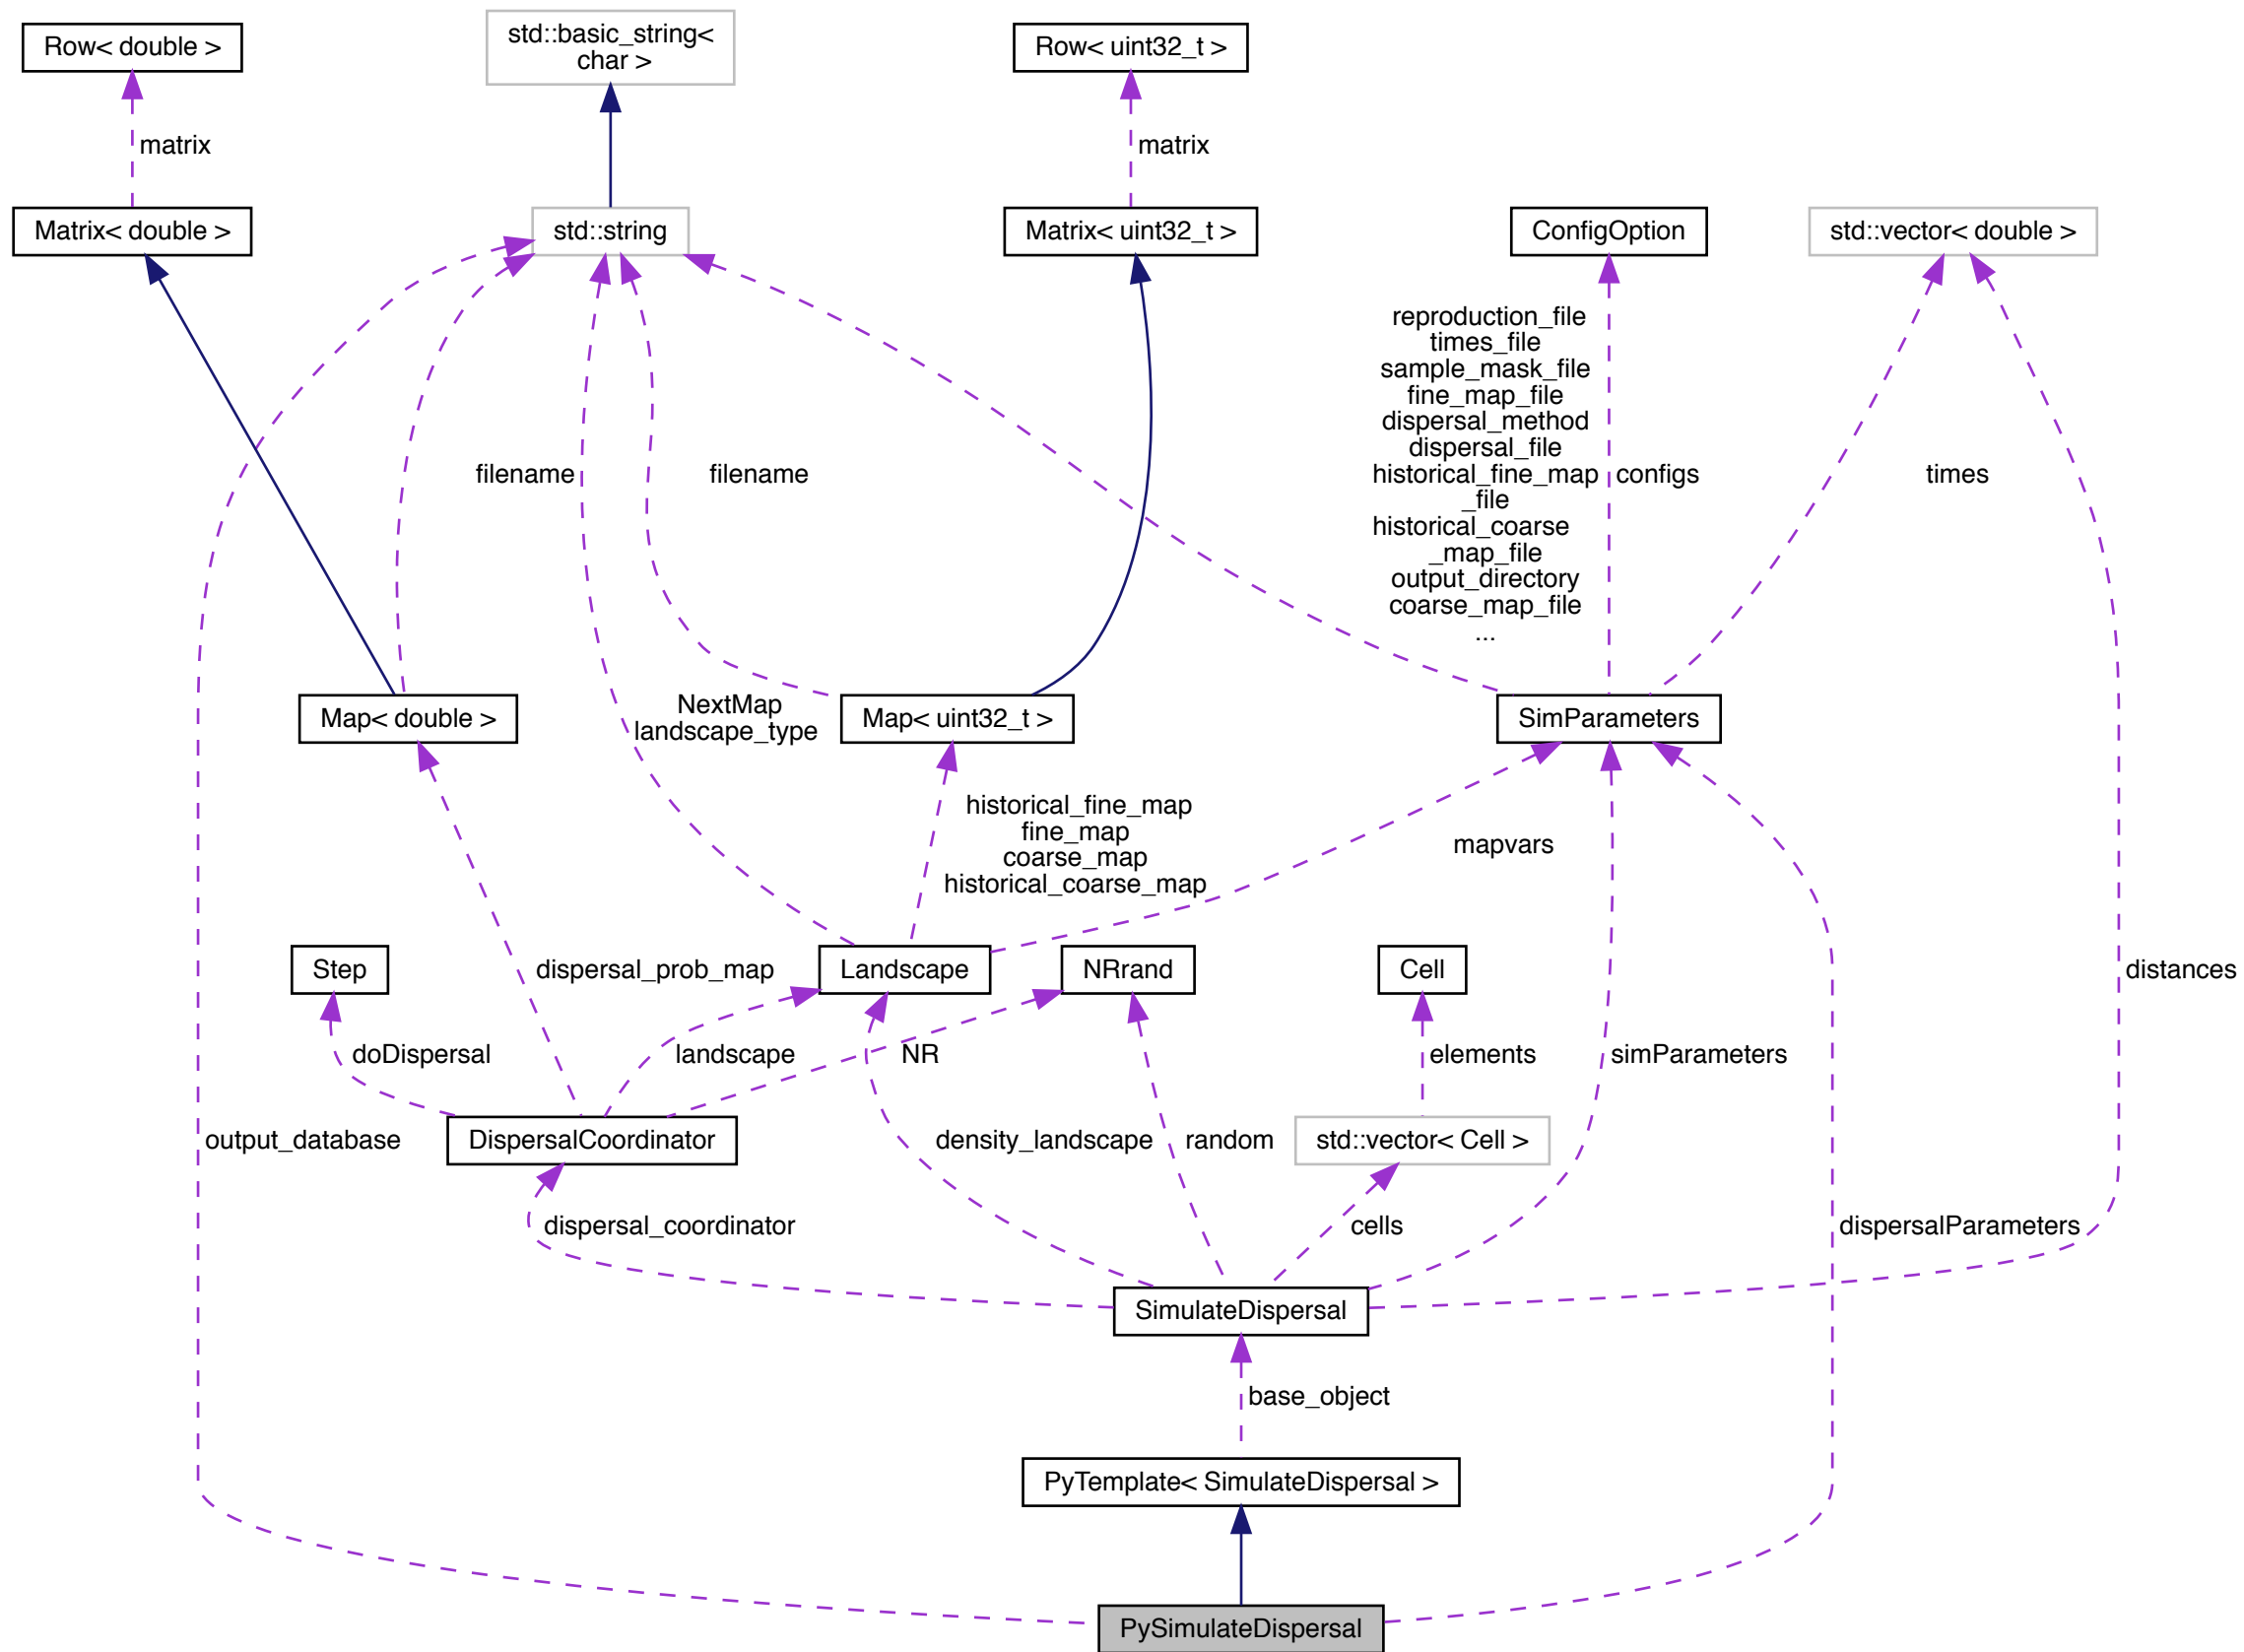 Row< double >
std::basic_string<
char >
Row< uint32_t >
matrix
matrix
Matrix< double >
std::string
Matrix< uint32_t >
ConfigOption
std::vector< double >
reproduction_file
times_file
sample_mask_file
fine_map_file
dispersal_method
dispersal_file
historical_fine_map
_file
historical_coarse
_map_file
output_directory
coarse_map_file
...
filename
filename
configs
times
Map< double >
NextMap
landscape_type
Map< uint32_t >
SimParameters
historical_fine_map
fine_map
coarse_map
historical_coarse_map
mapvars
Step
dispersal_prob_map
Landscape
NRrand
Cell
distances
doDispersal
landscape
NR
elements
simParameters
output_database
DispersalCoordinator
density_landscape
random
std::vector< Cell >
dispersal_coordinator
cells
dispersalParameters
SimulateDispersal
base_object
PyTemplate< SimulateDispersal >
PySimulateDispersal